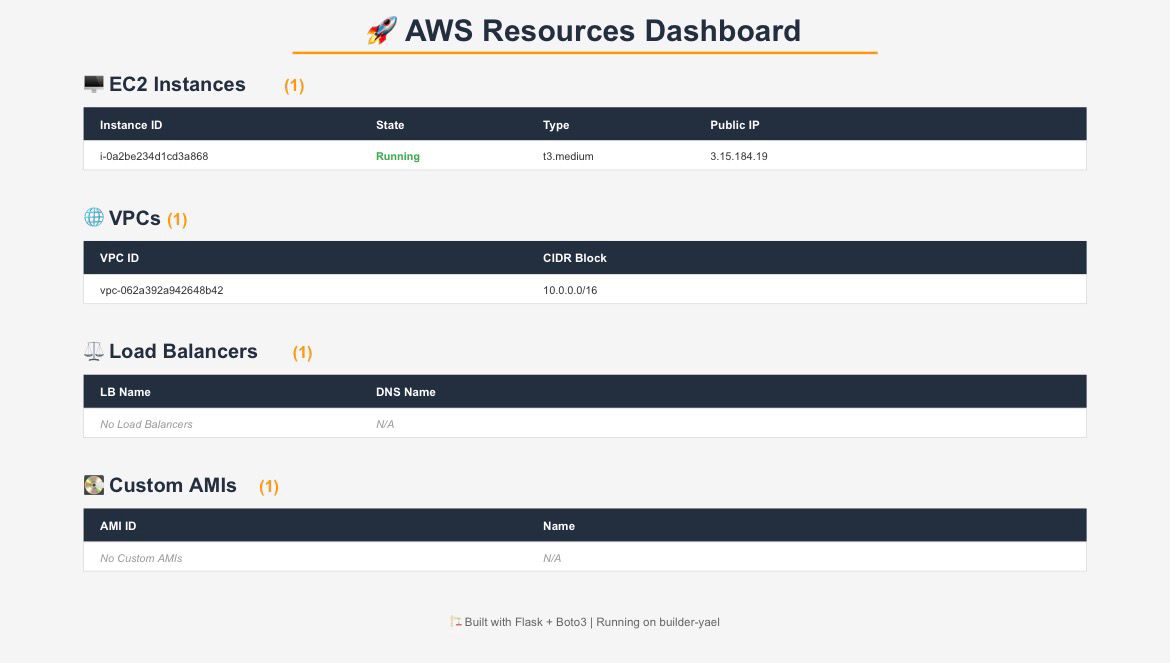 🚀 AWS Resources Dashboard
🖥️ EC2 Instances (1)
Instance ID State Type Public IP
i-0a2be234d1cd3a868 Running t3.medium 3.15.184.19
🌐 VPCs (1)
VPC ID CIDR Block
vpc-062a392a942648b42 10.0.0.0/16
⚖️ Load Balancers (1)
LB Name DNS Name
No Load Balancers N/A
💽 Custom AMIs (1)
AMI ID Name
No Custom AMIs N/A
🏗️ Built with Flask + Boto3 | Running on builder-yael